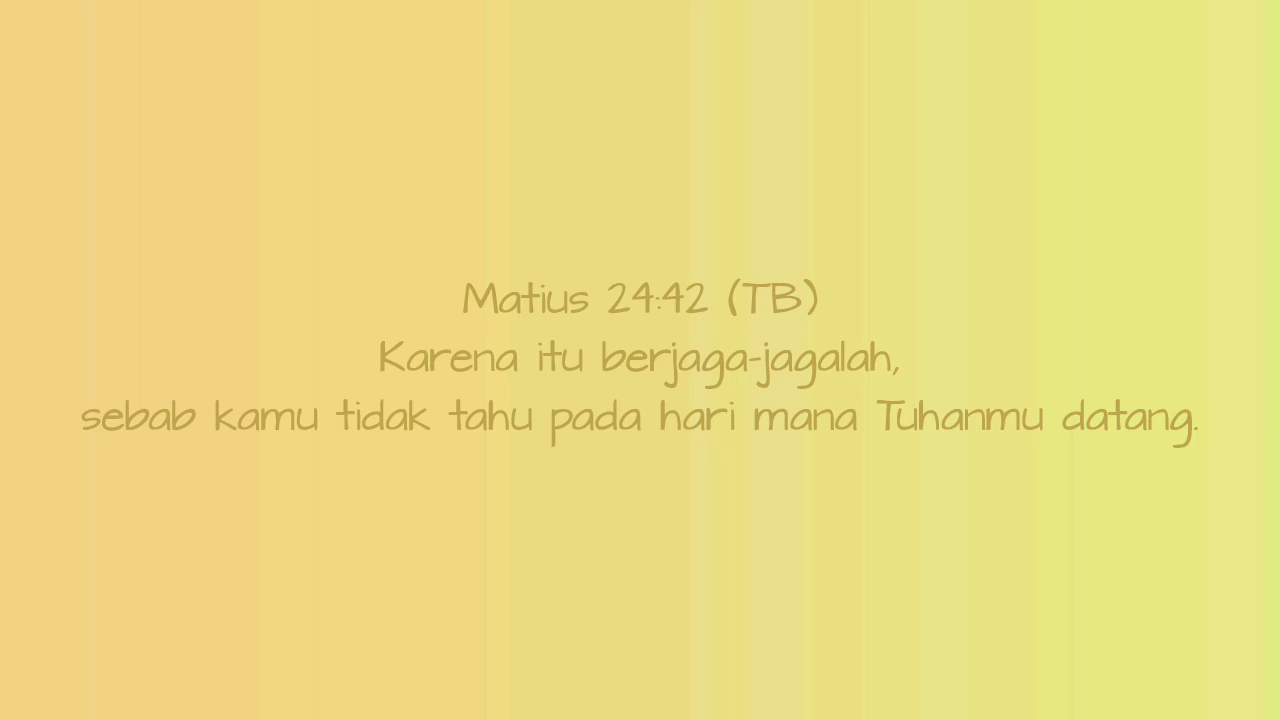 Matius 24:42 (TB)
Karena itu berjaga-jagalah,
sebab kamu tidak tahu pada hari mana Tuhanmu datang.